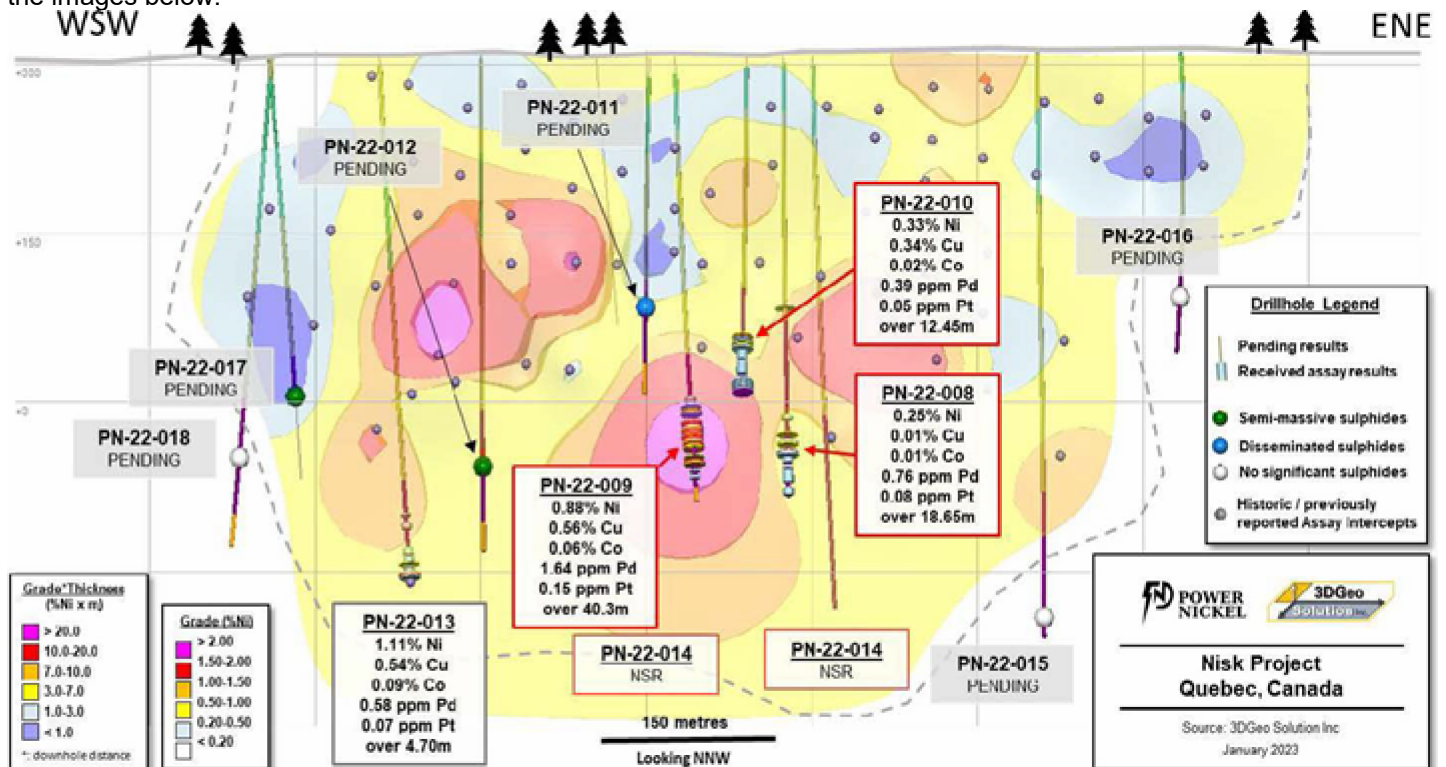 the images below.
WSW
ENE
+300
+150
+0
PN-22-011
PENDING
PN-22-012
PENDING
PN-22-010
0.33% Ni
0.34% Cu
0.02% Co
0.39 ppm Pd
0.05 ppm Pt
over 12.45m
PN-22-016
PENDING
PN-22-017
PENDING
PN-22-018
PENDING
PN-22-008
0.25% Ni
0.01% Cu
0.01% Co
0.76 ppm Pd
0.08 ppm Pt
over 18.65m
PN-22-009
0.88% Ni
0.56% Cu
0.06% Co
1.64 ppm Pd
0.15 ppm Pt
over 40.3m
PN-22-013
1.11% Ni
0.54% Cu
0.09% Co
0.58 ppm Pd
0.07 ppm Pt
over 4.70m
PN-22-014
NSR
PN-22-014
NSR
PN-22-015
PENDING
150 metres
Looking NNW
Drillhole Legend
Pending results
Received assay results
Semi-massive sulphides
Disseminated sulphides
No significant sulphides
Historic / previously
reported Assay Intercepts
Grade*Thickness
(%Ni x m)
> 20.0
10.0-20.0
7.0-10.0
3.0-7.0
1.0-3.0
< 1.0
*: downhole distance
Grade (%Ni)
> 2.00
1.50-2.00
1.00-1.50
0.50-1.00
0.20-0.50
< 0.20
POWER
NICKEL
3DGeo
Solution Inc.
Nisk Project
Quebec, Canada
Source: 3DGeo Solution Inc
January 2023